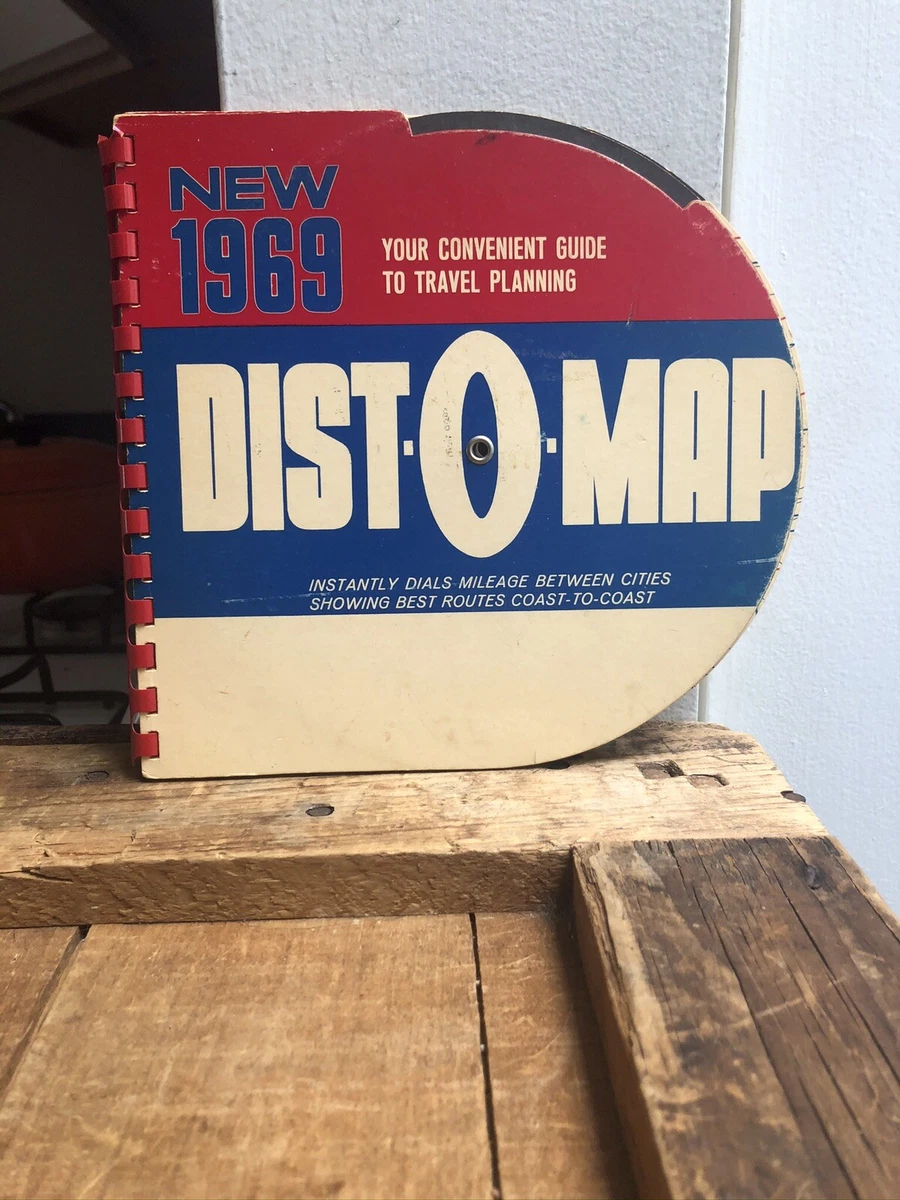 NEW
1969
YOUR CONVENIENT GUIDE
TO TRAVEL PLANNING
DIST·O·MAP
INSTANTLY DIALS MILEAGE BETWEEN CITIES
SHOWING BEST ROUTES COAST-TO-COAST